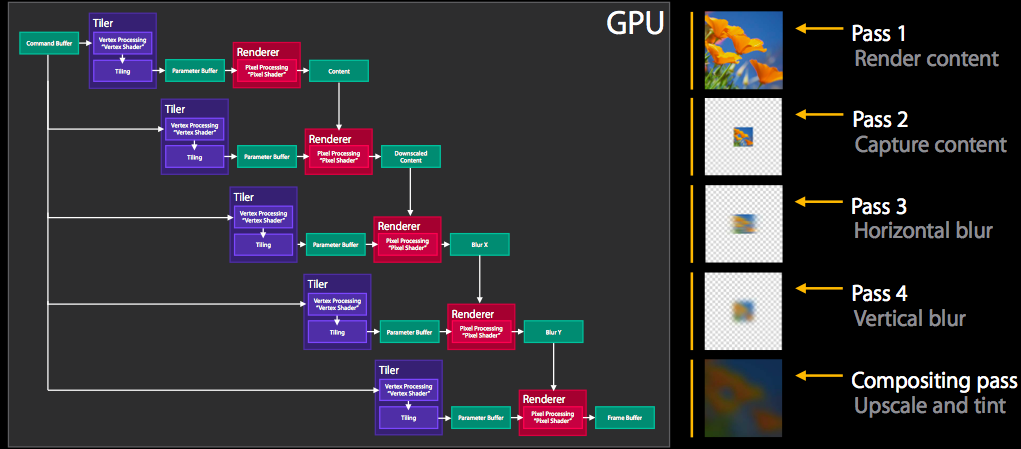 GPU
Command Buffer
Tiler
Vertex Processing
"Vertex Shader"
Tiling
Parameter Buffer
Renderer
Pixel Processing
"Pixel Shader"
Content
Tiler
Vertex Processing
"Vertex Shader"
Tiling
Parameter Buffer
Renderer
Pixel Processing
"Pixel Shader"
Downscaled
Content
Tiler
Vertex Processing
"Vertex Shader"
Tiling
Parameter Buffer
Renderer
Pixel Processing
"Pixel Shader"
Blur X
Tiler
Vertex Processing
"Vertex Shader"
Tiling
Parameter Buffer
Renderer
Pixel Processing
"Pixel Shader"
Blur Y
Tiler
Vertex Processing
"Vertex Shader"
Tiling
Parameter Buffer
Renderer
Pixel Processing
"Pixel Shader"
Frame Buffer
Pass 1
Render content
Pass 2
Capture content
Pass 3
Horizontal blur
Pass 4
Vertical blur
Compositing pass
Upscale and tint